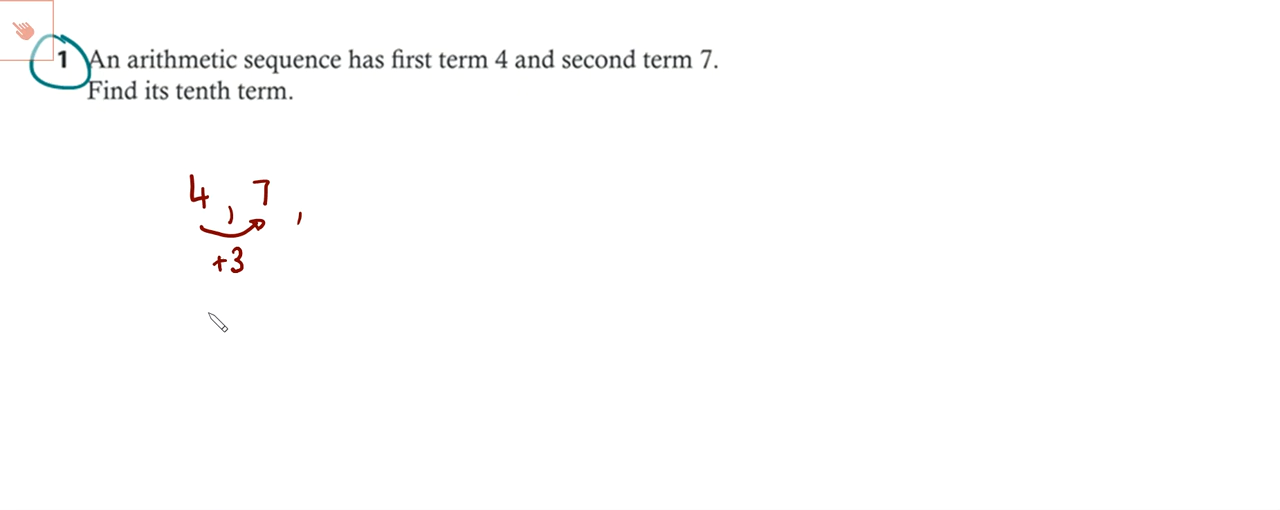 1 An arithmetic sequence has first term 4 and second term 7.
Find its tenth term.
4 , 7 ,
+3